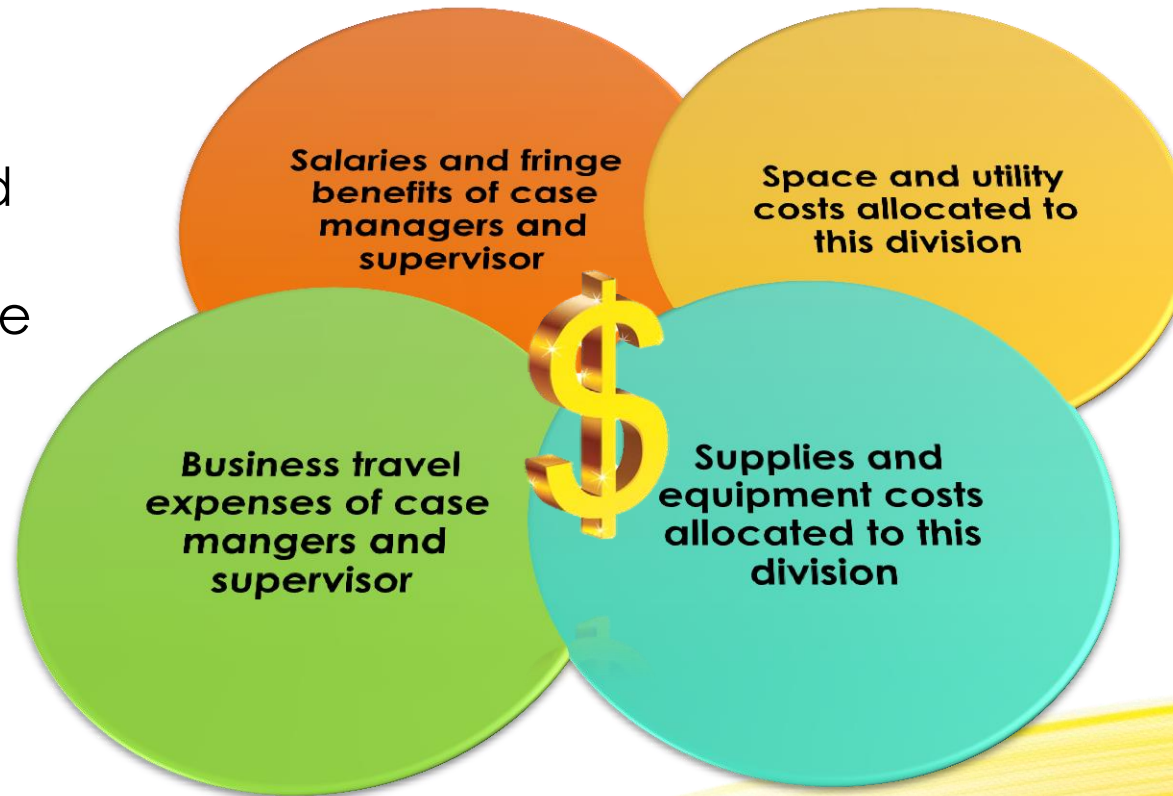 d
e
Salaries and fringe
benefits of case
managers and
supervisor
Space and utility
costs allocated to
this division
Business travel
expenses of case
mangers and
supervisor
Supplies and
equipment costs
allocated to this
division
$